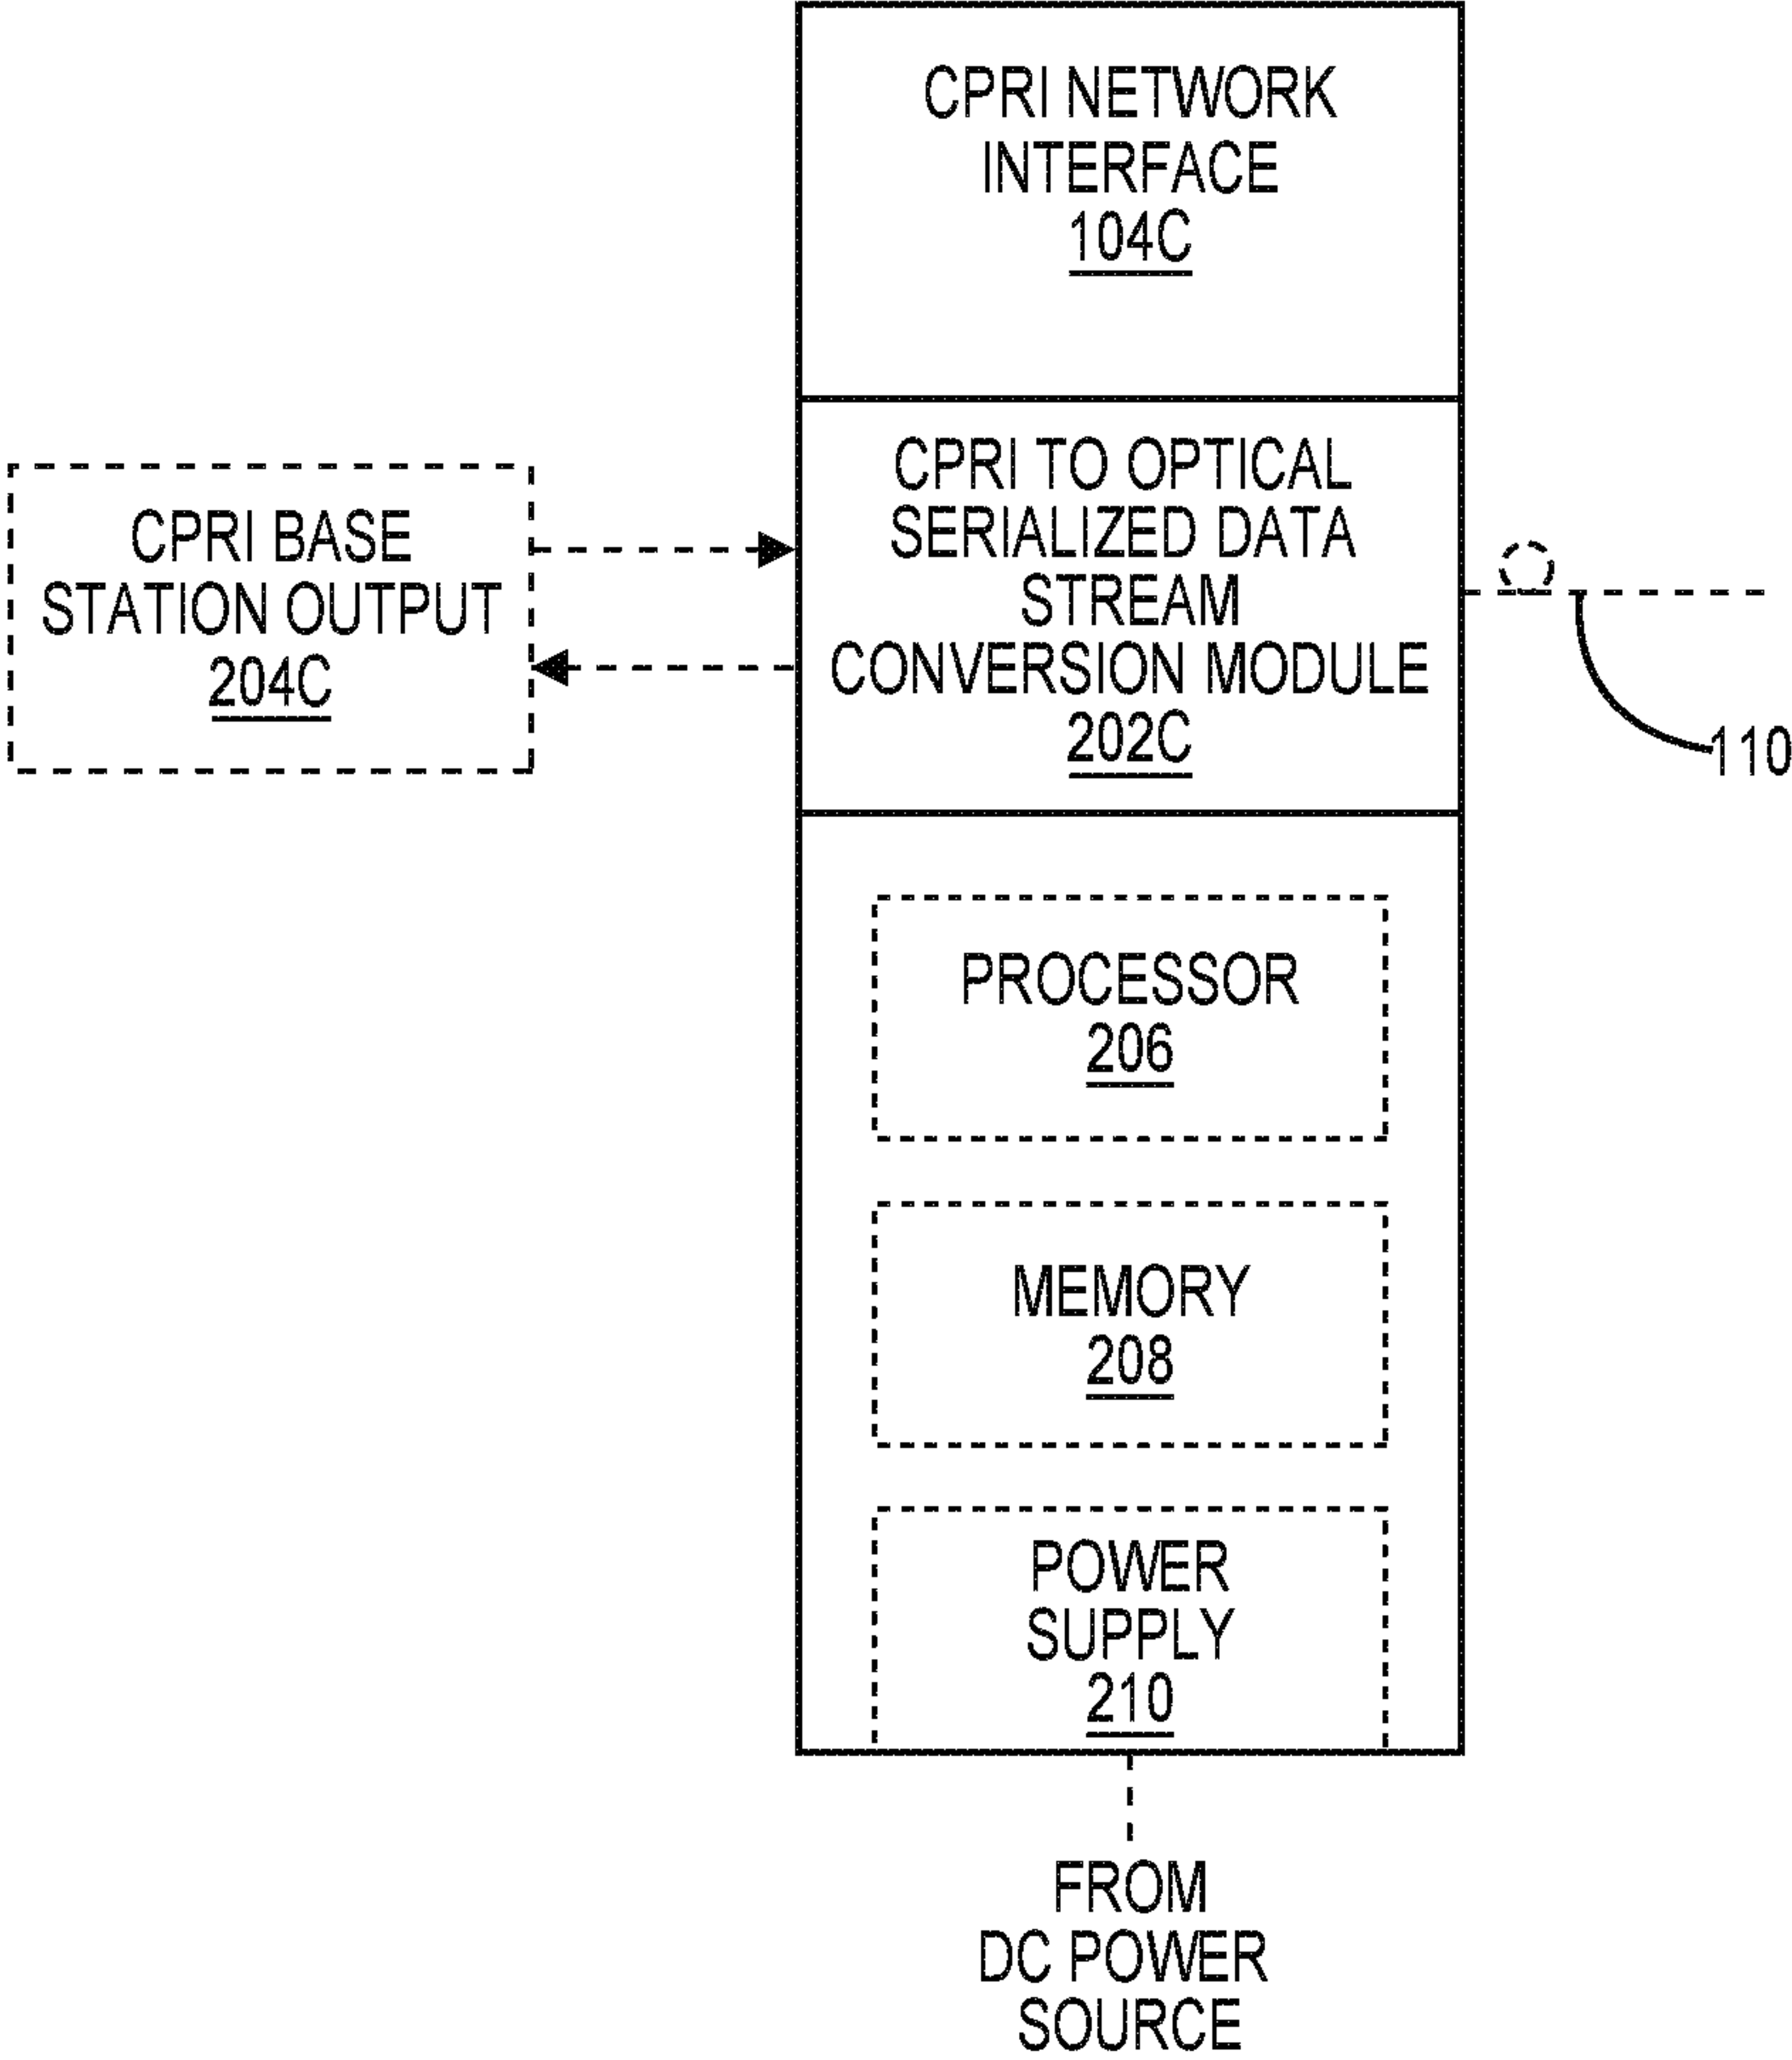 CPRI NETWORK
INTERFACE
104C
CPRI TO OPTICAL
SERIALIZED DATA
STREAM
CONVERSION MODULE
202C
CPRI BASE
STATION OUTPUT
204C
110
PROCESSOR
206
MEMORY
208
POWER
SUPPLY
210
FROM
DC POWER
SOURCE